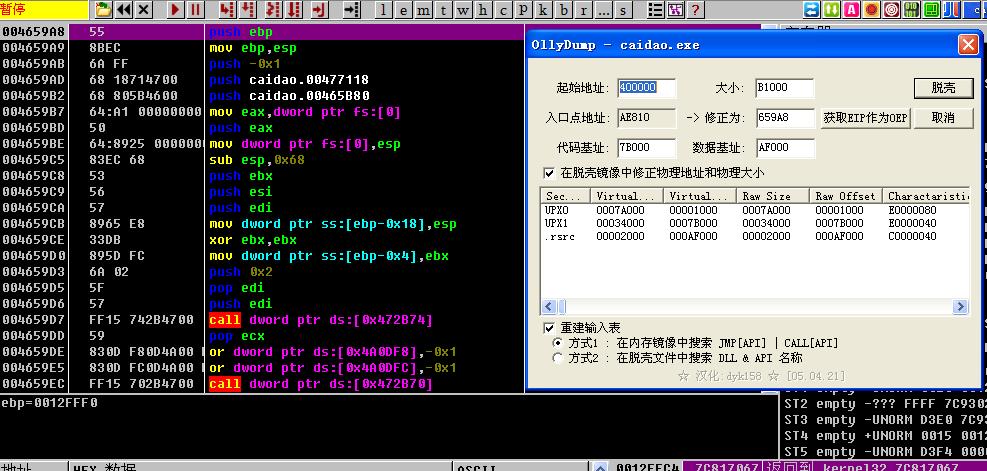 暂停
l e m t w h c p k b r ... s
?
004659A8 55 push ebp
004659A9 8BEC mov ebp,esp
004659AB 6A FF push -0x1
004659AD 68 18714700 push caidao.00477118
004659B2 68 805B4600 push caidao.00465B80
004659B7 64:A1 00000000 mov eax,dword ptr fs:[0]
004659BD 50 push eax
004659BE 64:8925 0000000 mov dword ptr fs:[0],esp
004659C5 83EC 68 sub esp,0x68
004659C8 53 push ebx
004659C9 56 push esi
004659CA 57 push edi
004659CB 8965 E8 mov dword ptr ss:[ebp-0x18],esp
004659CE 33DB xor ebx,ebx
004659D0 895D FC mov dword ptr ss:[ebp-0x4],ebx
004659D3 6A 02 push 0x2
004659D5 5F pop edi
004659D6 57 push edi
004659D7 FF15 742B4700 call dword ptr ds:[0x472B74]
004659DD 59 pop ecx
004659DE 830D F80D4A00 or dword ptr ds:[0x4A0DF8],-0x1
004659E5 830D FC0D4A00 or dword ptr ds:[0x4A0DFC],-0x1
004659EC FF15 702B4700 call dword ptr ds:[0x472B70]
ebp=0012FFF0
OllyDump - caidao.exe
起始地址: 400000 大小: B1000 脱壳
入口点地址: AE810 -> 修正为: 659A8 获取EIP作为OEP 取消
代码基址: 7B000 数据基址: AF000
在脱壳镜像中修正物理地址和物理大小
Sec... Virtual... Virtual... Raw Size Raw Offset Characteristi
UPX0 0007A000 00001000 0007A000 00001000 E0000080
UPX1 00034000 0007B000 00034000 0007B000 E0000040
.rsrc 00002000 000AF000 00002000 000AF000 C0000040
重建输入表
方式1 : 在内存镜像中搜索 JMP[API] | CALL[API]
方式2 : 在脱壳文件中搜索 DLL & API 名称
☆ 汉化:dyk158 ☆ [05.04.21]
ST2 empty -??? FFFF 7C9302
ST3 empty -UNORM D3E0 7C9
ST4 empty +UNORM 0015 0012
ST5 empty -UNORM D3F4 0000
地址 HEX 数据 ASCII
0012FFC4 7C817067 返回到 kernel32.7C817067